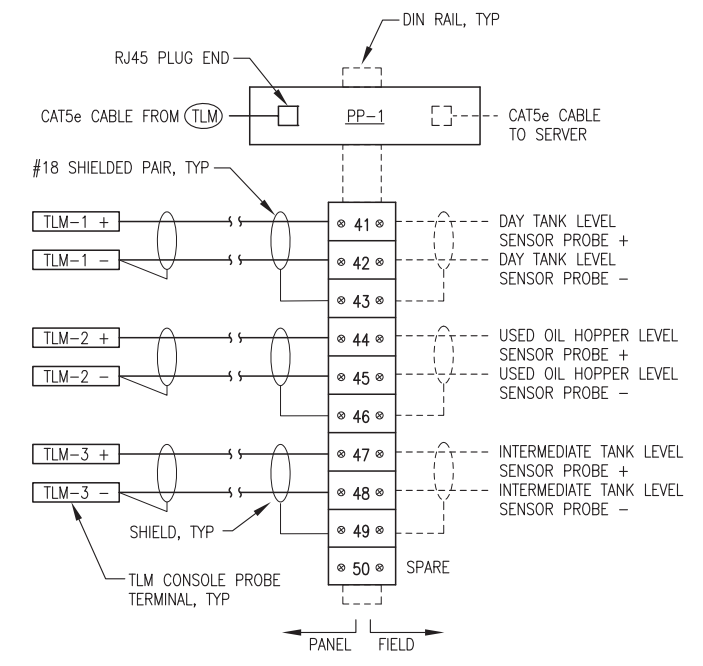 DIN RAIL, TYP
RJ45 PLUG END
CAT5e CABLE FROM TLM
PP-1
CAT5e CABLE
TO SERVER
#18 SHIELDED PAIR, TYP
TLM-1 +
41
DAY TANK LEVEL
SENSOR PROBE +
TLM-1 -
42
DAY TANK LEVEL
SENSOR PROBE -
43
TLM-2 +
44
USED OIL HOPPER LEVEL
SENSOR PROBE +
TLM-2 -
45
USED OIL HOPPER LEVEL
SENSOR PROBE -
46
TLM-3 +
47
INTERMEDIATE TANK LEVEL
SENSOR PROBE +
TLM-3 -
48
INTERMEDIATE TANK LEVEL
SENSOR PROBE -
SHIELD, TYP
49
50
SPARE
TLM CONSOLE PROBE
TERMINAL, TYP
PANEL
FIELD